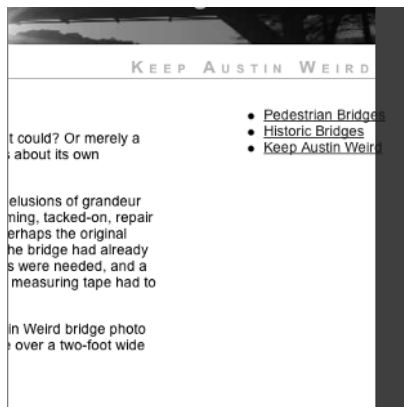 KEEP AUSTIN WEIRD
Pedestrian Bridges
Historic Bridges
Keep Austin Weird
t could? Or merely a
about its own
elusions of grandeur
ming, tacked-on, repair
erhaps the original
he bridge had already
s were needed, and a
measuring tape had to
in Weird bridge photo
over a two-foot wide